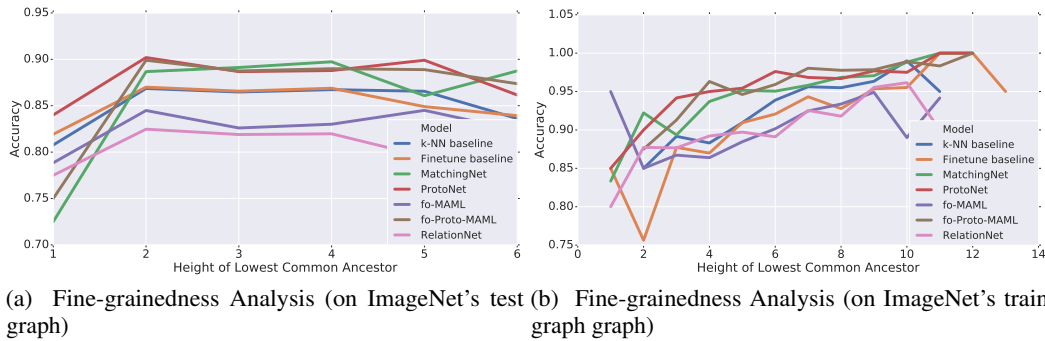 0.95
0.90
0.85
0.80
0.75
0.70
Accuracy
1 2 3 4 5 6
Height of Lowest Common Ancestor
Model
k-NN baseline
Finetune baseline
MatchingNet
ProtoNet
fo-MAML
fo-Proto-MAML
RelationNet
1.05
1.00
0.95
0.90
0.85
0.80
0.75
Accuracy
0 2 4 6 8 10 12 14
Height of Lowest Common Ancestor
Model
k-NN baseline
Finetune baseline
MatchingNet
ProtoNet
fo-MAML
fo-Proto-MAML
RelationNet
(a) Fine-grainedness Analysis (on ImageNet's test
graph)
(b) Fine-grainedness Analysis (on ImageNet's train
graph graph)